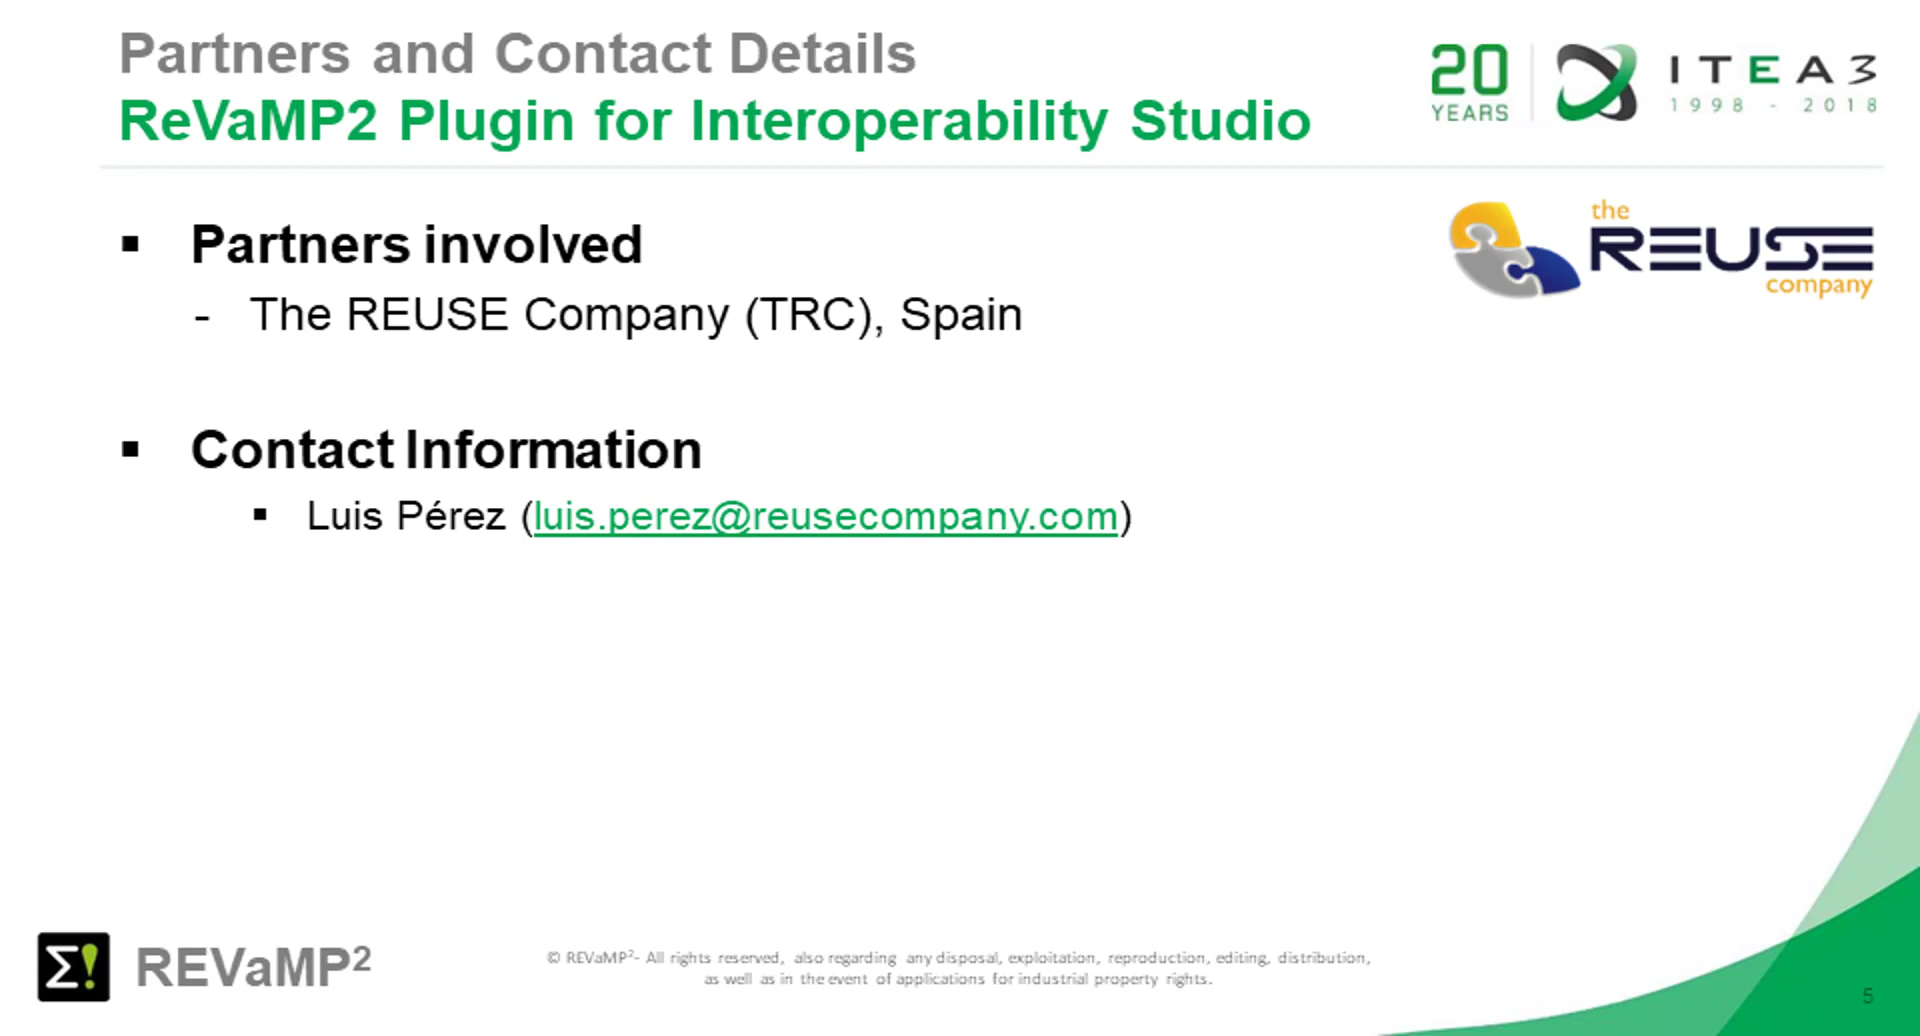 Partners and Contact Details
ReVaMP2 Plugin for Interoperability Studio
20
YEARS
ITEA3
1998 - 2018
the
REUSE
company
▪ Partners involved
- The REUSE Company (TRC), Spain
▪ Contact Information
▪ Luis Pérez (luis.perez@reusecompany.com)
Σ! REVaMP²
© REVaMP²- All rights reserved, also regarding any disposal, exploitation, reproduction, editing, distribution,
as well as in the event of applications for industrial property rights.
5